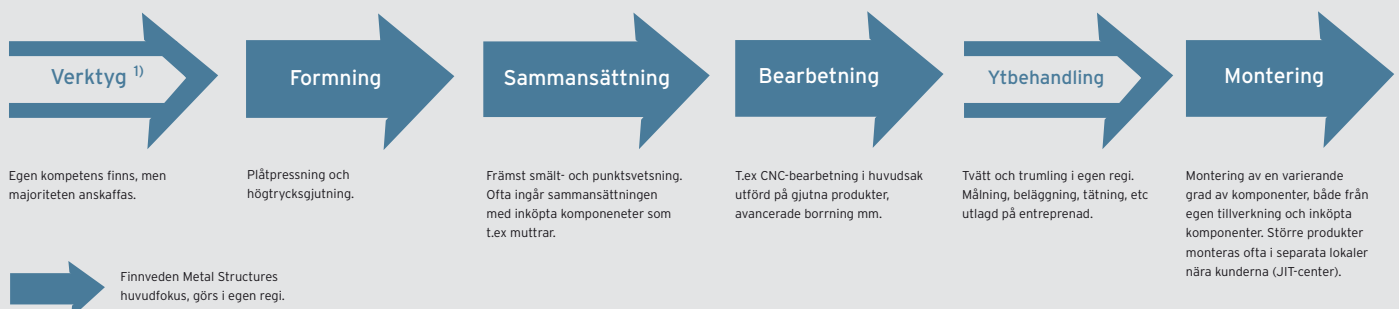 Verktyg 1)
Formning
Sammansättning
Bearbetning
Ytbehandling
Montering
Egen kompetens finns, men
majoriteten anskaffas.
Plåtpressning och
högtrycksgjutning.
Främst smält- och punktsvetsning.
Ofta ingår sammansättningen
med inköpta komponeneter som
t.ex muttrar.
T.ex CNC-bearbetning i huvudsak
utförd på gjutna produkter,
avancerade borrning mm.
Tvätt och trumling i egen regi.
Målning, beläggning, tätning, etc
utlagd på entreprenad.
Montering av en varierande
grad av komponenter, både från
egen tillverkning och inköpta
komponenter. Större produkter
monteras ofta i separata lokaler
nära kunderna (JIT-center).
Finnveden Metal Structures
huvudfokus, görs i egen regi.